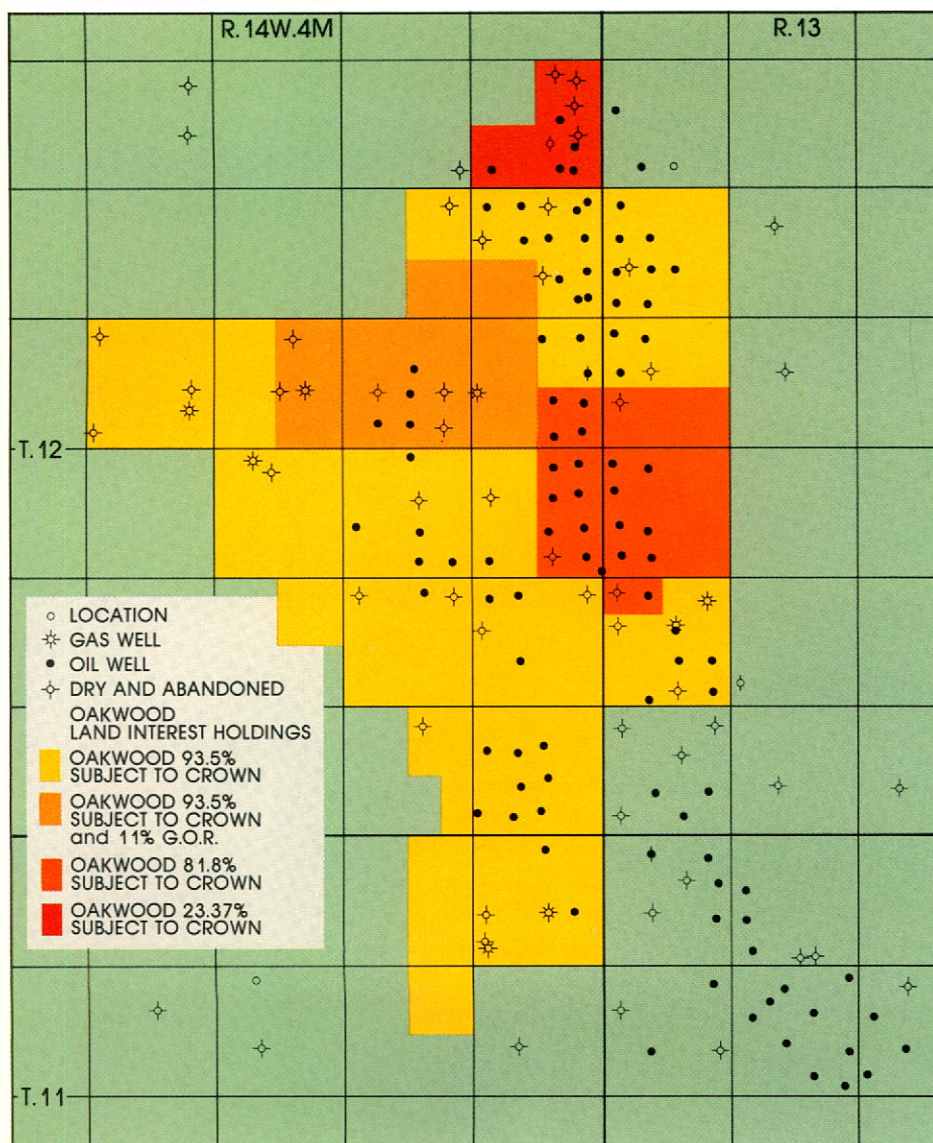 R.14W.4M
R.13
T.12
LOCATION
GAS WELL
OIL WELL
DRY AND ABANDONED
OAKWOOD
LAND INTEREST HOLDINGS
OAKWOOD 93.5%
SUBJECT TO CROWN
OAKWOOD 93.5%
SUBJECT TO CROWN
and 11% G.O.R.
OAKWOOD 81.8%
SUBJECT TO CROWN
OAKWOOD 23.37%
SUBJECT TO CROWN
T.11